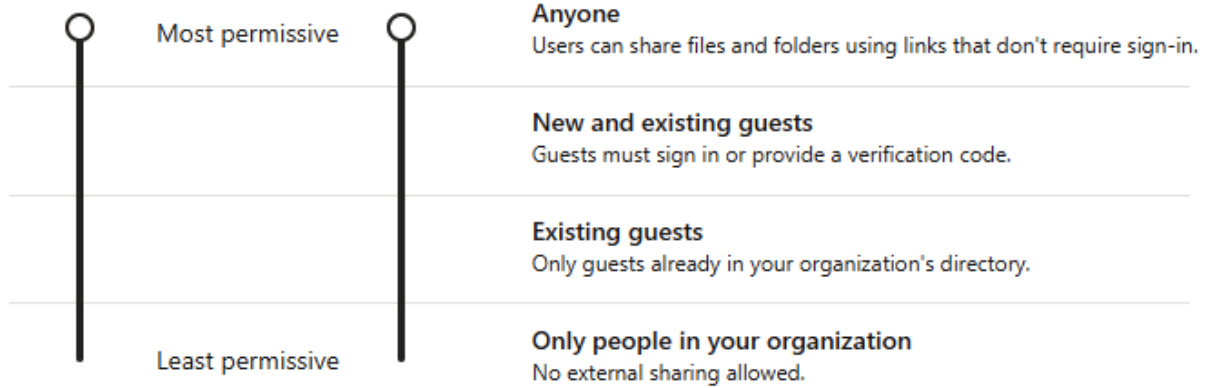 Most permissive
Anyone
Users can share files and folders using links that don't require sign-in.
New and existing guests
Guests must sign in or provide a verification code.
Existing guests
Only guests already in your organization's directory.
Least permissive
Only people in your organization
No external sharing allowed.